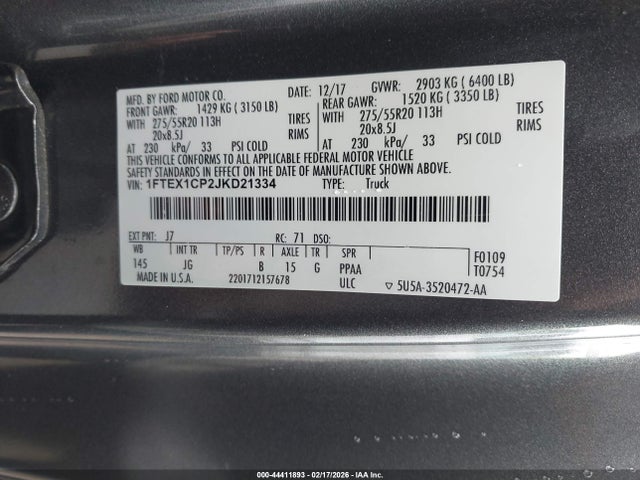 MFD. BY FORD MOTOR CO. 12/17 GVWR: 2903 KG ( 6400 LB)
FRONT GAWR: 1429 KG ( 3150 LB) REAR GAWR: 1520 KG ( 3350 LB)
WITH 275/55R20 113H TIRES WITH 275/55R20 113H TIRES
20x8.5J RIMS 20x8.5J RIMS
AT 230 kPa/ 33 PSI COLD AT 230 kPa/ 33 PSI COLD
THIS VEHICLE CONFORMS TO ALL APPLICABLE FEDERAL MOTOR VEHICLE
SAFETY STANDARDS IN EFFECT ON THE DATE OF MANUFACTURE SHOWN ABOVE.
VIN: 1FTEX1CP2JKD21334 TYPE: Truck
EXT PNT: J7 RC: 71 DSO:
WB INT TR TP/PS R AXLE TR SPR F0109
145 JG B 15 G PPAA T0754
MADE IN U.S.A. 2201712157678 ULC ▽ 5U5A-3520472-AA
000-44411893 - 02/17/2026 - Copart, Inc.